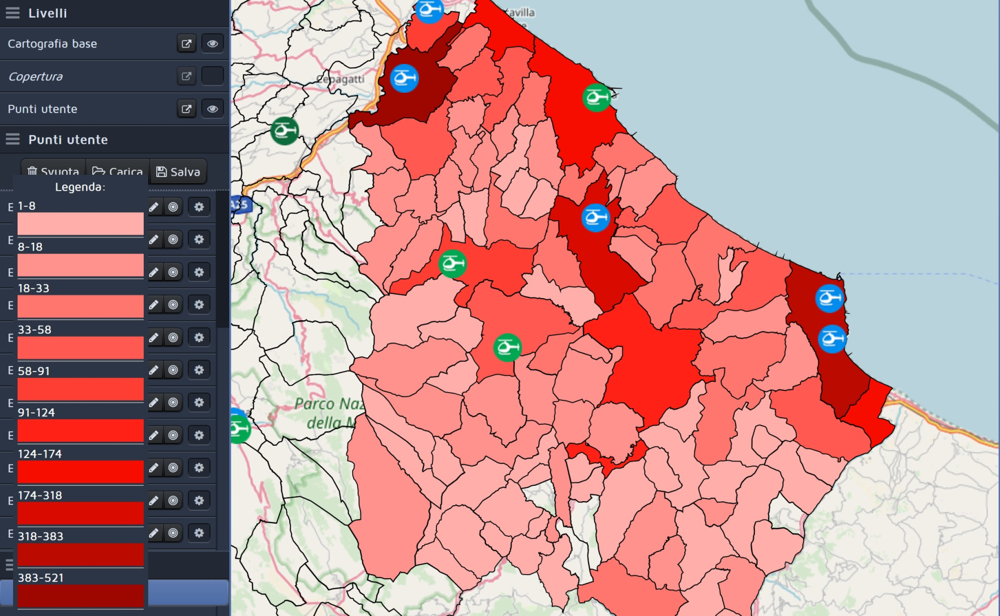 Livelli
Cartografia base
Copertura
Punti utente
Punti utente
Svuota
Carica
Salva
Legenda:
1-8
8-18
18-33
33-58
58-91
91-124
124-174
174-318
318-383
383-521
E
E
E
E
E
E
E
E
E
E
E
avilla
Cepagatti
A25
Parco Naz
della M